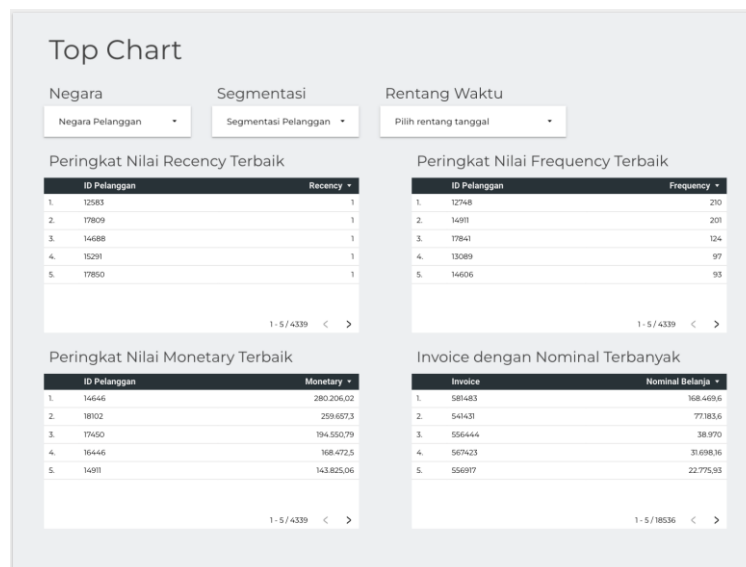 Top Chart
Negara
Segmentasi
Rentang Waktu
Negara Pelanggan
Segmentasi Pelanggan
Pilih rentang tanggal
Peringkat Nilai Recency Terbaik
ID Pelanggan Recency
1. 12583 1
2. 17809 1
3. 14688 1
4. 15291 1
5. 17850 1
1 - 5 / 4339
Peringkat Nilai Frequency Terbaik
ID Pelanggan Frequency
1. 12748 210
2. 14911 201
3. 17841 124
4. 13089 97
5. 14606 93
1 - 5 / 4339
Peringkat Nilai Monetary Terbaik
ID Pelanggan Monetary
1. 14646 280.206,02
2. 18102 259.657,3
3. 17450 194.550,79
4. 16446 168.472,5
5. 14911 143.825,06
1 - 5 / 4339
Invoice dengan Nominal Terbanyak
Invoice Nominal Belanja
1. 581483 168.469,6
2. 541431 77.183,6
3. 556444 38.970
4. 567423 31.698,16
5. 556917 22.775,93
1 - 5 / 18536